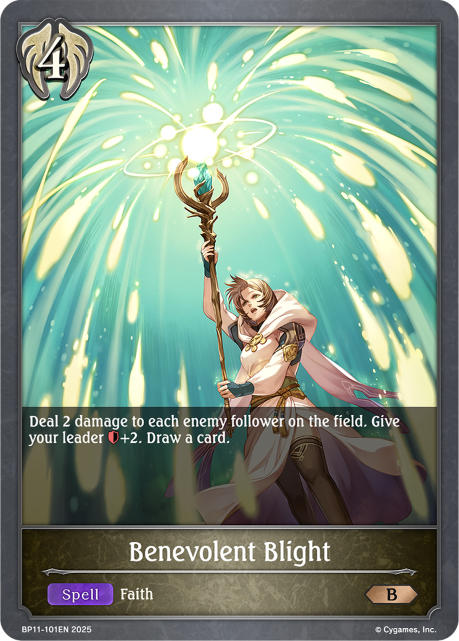 4
Deal 2 damage to each enemy follower on the field. Give
your leader +2. Draw a card.
Benevolent Blight
Spell Faith
B
BP11-101EN 2025
© Cygames, Inc.